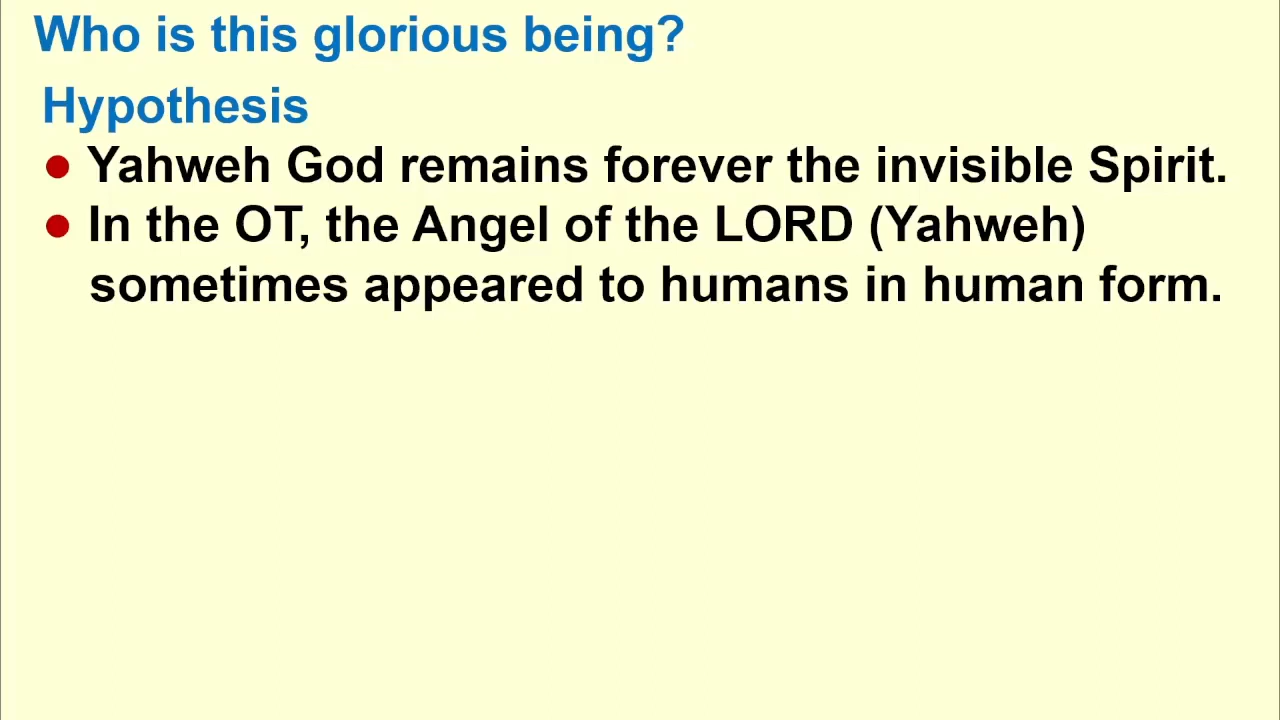 Who is this glorious being?
Hypothesis
● Yahweh God remains forever the invisible Spirit.
● In the OT, the Angel of the LORD (Yahweh)
sometimes appeared to humans in human form.